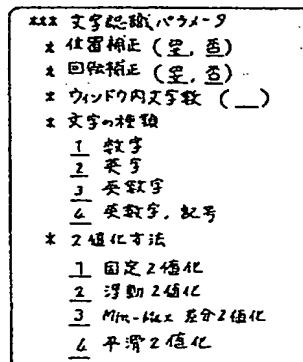 *** 文字認識パラメータ
* 位置補正 (要, 否)
* 回転補正 (要, 否)
* ウィンドウ内文字数 (__)
* 文字の種類
1 数字
2 英字
3 英数字
4 英数字, 記号
* 2値化方法
1 固定2値化
2 浮動2値化
3 Min-Max 差分2値化
4 平滑2値化